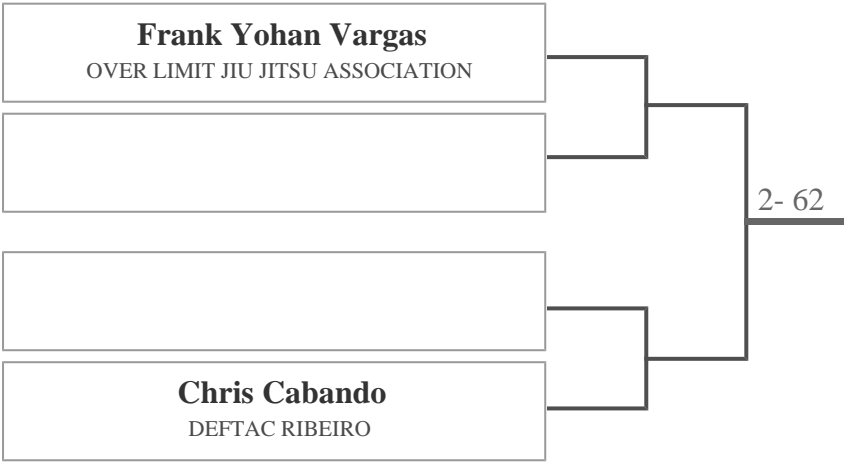 Frank Yohan Vargas
OVER LIMIT JIU JITSU ASSOCIATION
2- 62
Chris Cabando
DEFTAC RIBEIRO